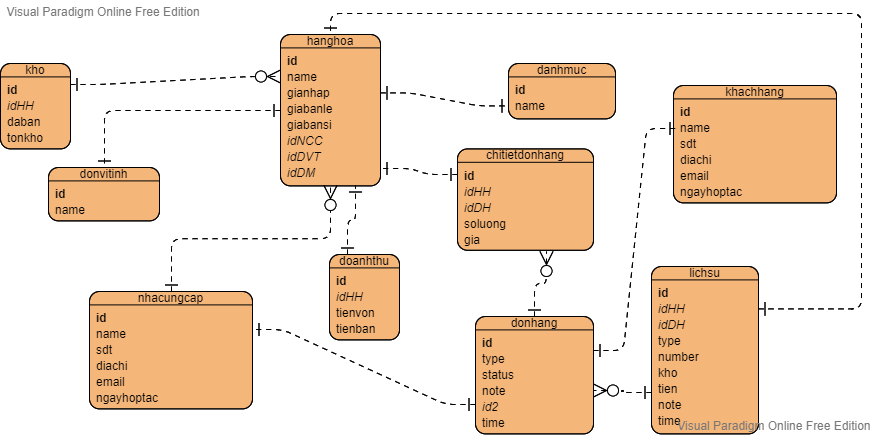 Visual Paradigm Online Free Edition
hanghoa
id
name
gianhap
giabanle
giabansi
idNCC
idDVT
idDM
kho
id
idHH
daban
tonkho
danhmuc
id
name
khachhang
id
name
sdt
diachi
email
ngayhoptac
donvitinh
id
name
chitietdonhang
id
idHH
idDH
soluong
gia
doanhthu
id
idHH
tienvon
tienban
nhacungcap
id
name
sdt
diachi
email
ngayhoptac
donhang
id
type
status
note
id2
time
lichsu
id
idHH
idDH
type
number
kho
tien
note
time
Visual Paradigm Online Free Edition